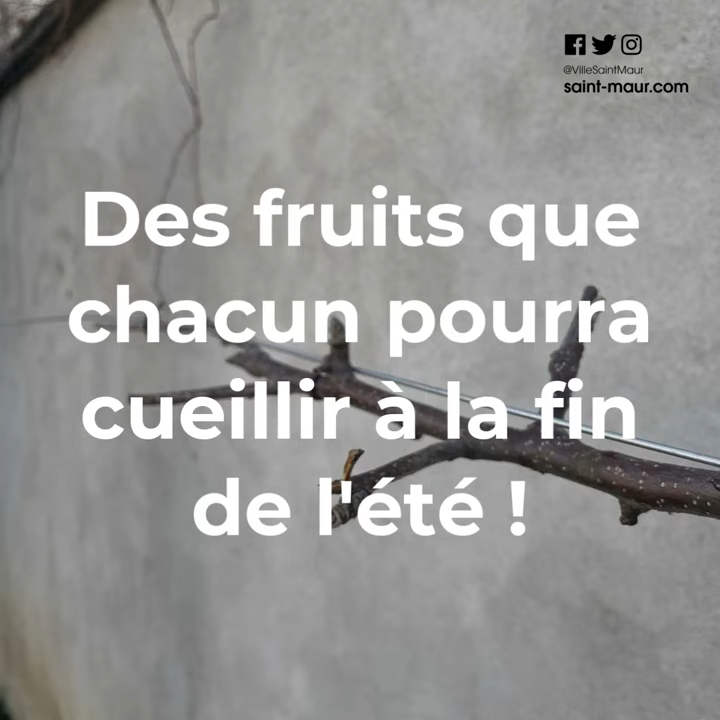 @VilleSaintMaur
saint-maur.com
Des fruits que
chacun pourra
cueillir à la fin
de l'été !